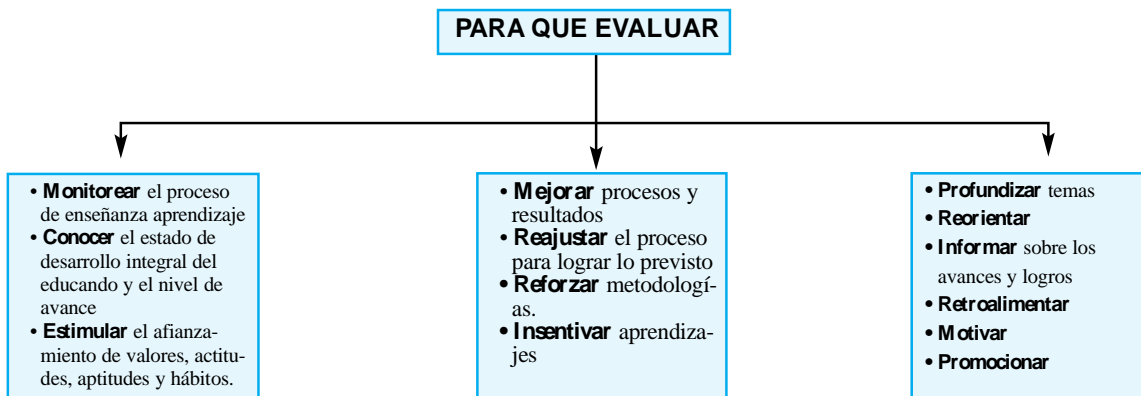 PARA QUE EVALUAR
• Monitorear el proceso
de enseñanza aprendizaje
• Conocer el estado de
desarrollo integral del
educando y el nivel de
avance
• Estimular el afianza-
miento de valores, actitu-
des, aptitudes y hábitos.
• Mejorar procesos y
resultados
• Reajustar el proceso
para lograr lo previsto
• Reforzar metodologí-
as.
• Insentivar aprendiza-
jes
• Profundizar temas
• Reorientar
• Informar sobre los
avances y logros
• Retroalimentar
• Motivar
• Promocionar